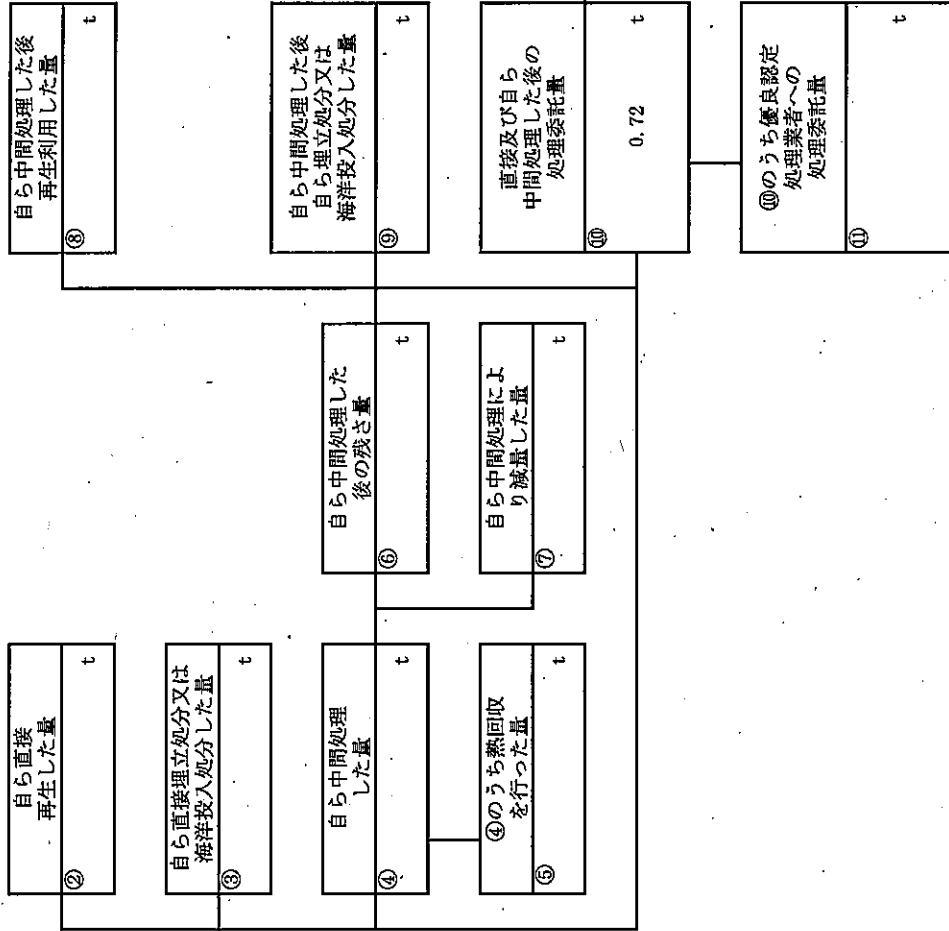 自ら直接
再生した量
②
t
自ら直接埋立処分又は
海洋投入処分した量
③
t
自ら中間処理
した量
④
t
④のうち熱回収
を行った量
⑤
t
自ら中間処理した
後の残さ量
⑥
t
自ら中間処理によ
り減量した量
⑦
t
自ら中間処理した後
再生利用した量
⑧
t
自ら中間処理した後
自ら埋立処分又は
海洋投入処分した量
⑨
t
直接及び自ら
中間処理した後の
処理委託量
⑩
0.72
t
⑩のうち優良認定
処理業者への
処理委託量
⑪
t